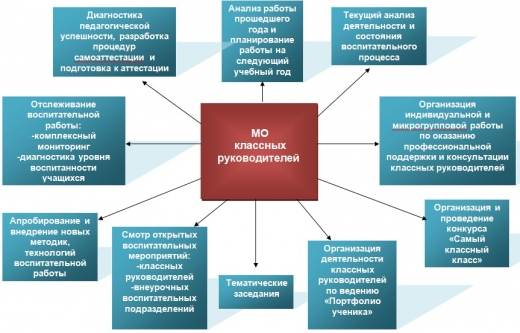 Диагностика
педагогической
успешности, разработка
процедур
самоаттестации и
подготовка к аттестации
Анализ работы
прошедшего
года и
планирование
работы на
следующий
учебный год
Текущий анализ
деятельности и
состояния
воспитательного
процесса
Отслеживание
воспитательной
работы:
-комплексный
мониторинг
-диагностика уровня
воспитанности
учащихся
МО
классных
руководителей
Организация
индивидуальной и
микрогрупповой работы
по оказанию
профессиональной
поддержки и консультации
классных руководителей
Апробирование и
внедрение новых
методик,
технологий
воспитательной
работы
Смотр открытых
воспитательных
мероприятий:
-классных
руководителей
-внеурочных
воспитательных
подразделений
Тематические
заседания
Организация
деятельности
классных
руководителей
по ведению
«Портфолио
ученика»
Организация и
проведение
конкурса
«Самый
классный
класс»